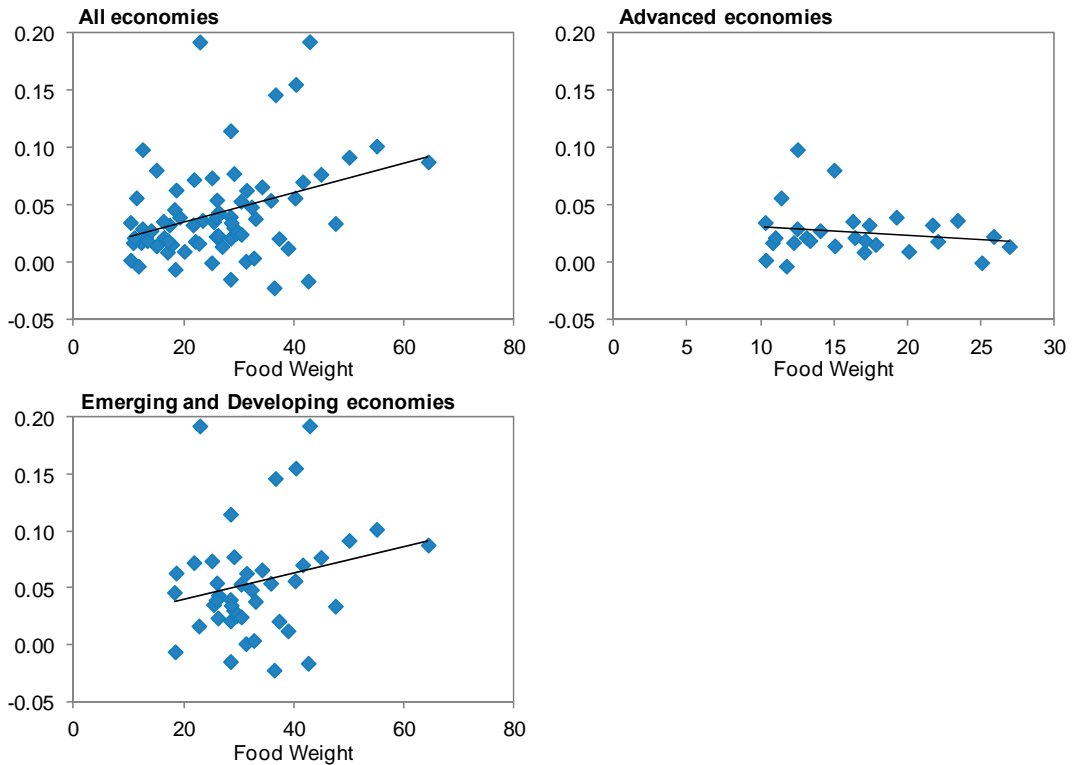 All economies
0.20
0.15
0.10
0.05
0.00
-0.05
0 20 40 60 80
Food Weight
Advanced economies
0.20
0.15
0.10
0.05
0.00
-0.05
0 5 10 15 20 25 30
Food Weight
Emerging and Developing economies
0.20
0.15
0.10
0.05
0.00
-0.05
0 20 40 60 80
Food Weight